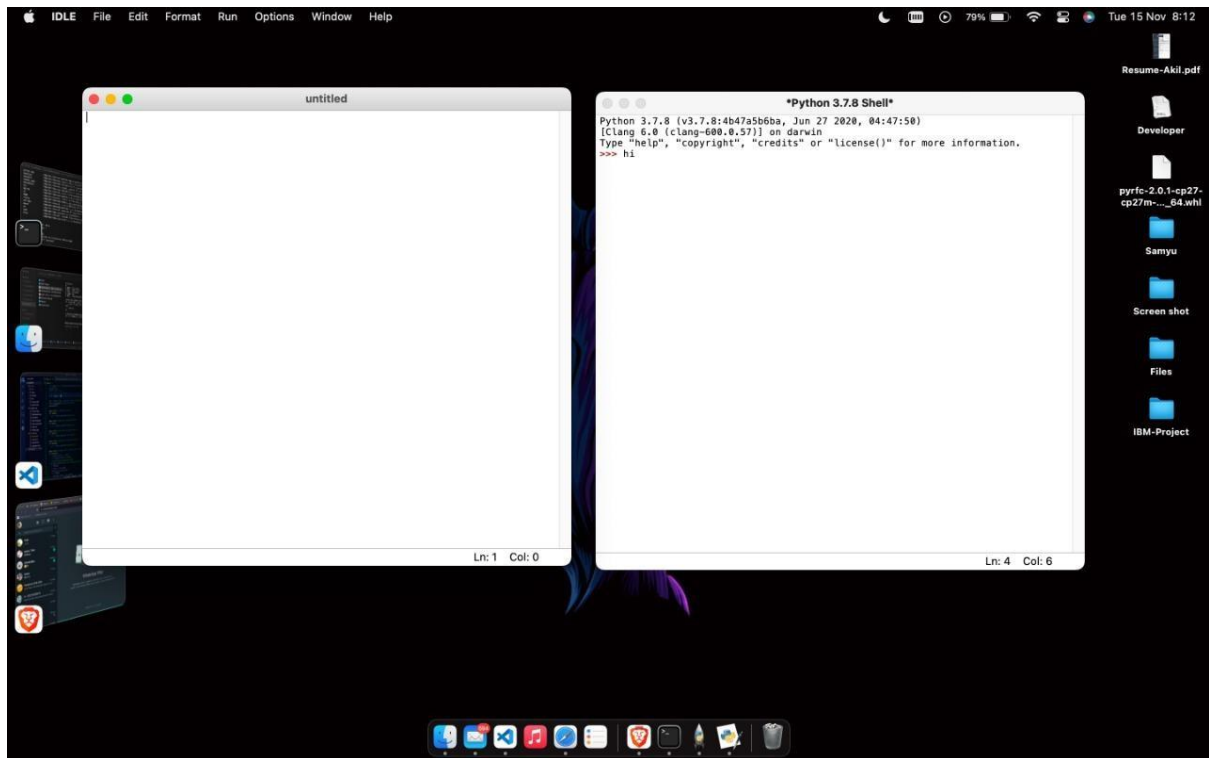 IDLE File Edit Format Run Options Window Help 79% Tue 15 Nov 8:12
Resume-Akil.pdf
untitled
*Python 3.7.8 Shell*
Python 3.7.8 (v3.7.8:4b47a5b6ba, Jun 27 2020, 04:47:50)
[Clang 6.0 (clang-600.0.57)] on darwin
Type "help", "copyright", "credits" or "license()" for more information.
>>> hi
Developer
pyrfc-2.0.1-cp27-
cp27m-..._64.whl
Samyu
Screen shot
Files
IBM-Project
Ln: 1 Col: 0
Ln: 4 Col: 6